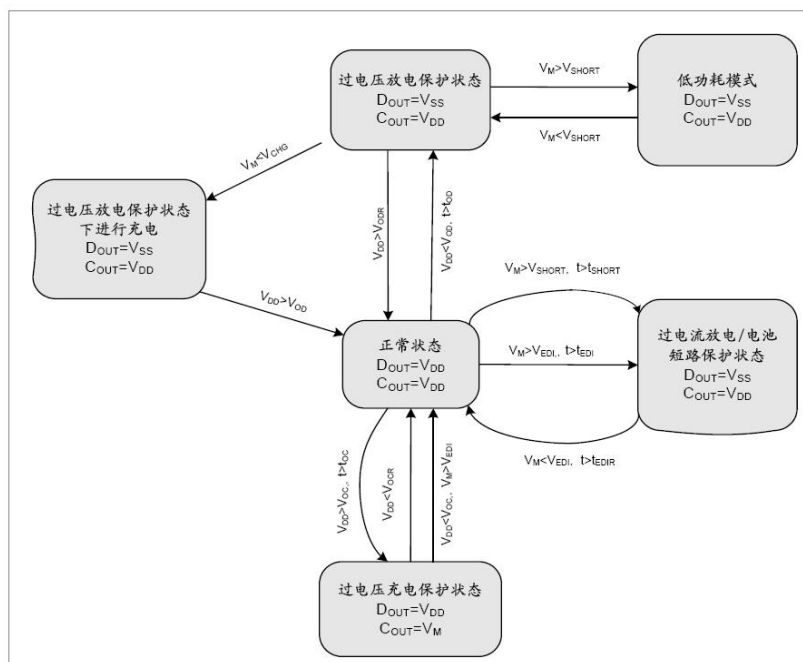 过电压放电保护状态
DOUT=VSS
COUT=VDD
VM>VSHORT
VM<VSHORT
低功耗模式
DOUT=VSS
COUT=VDD
VM<VCHG
过电压放电保护状态
下进行充电
DOUT=VSS
COUT=VDD
VDD>VODR
VDD<VOD, t>tOD
VDD>VOD
VM>VSHORT, t>tSHORT
正常状态
DOUT=VDD
COUT=VDD
VM>VEDI,, t>tEDI
过电流放电/电池
短路保护状态
DOUT=VSS
COUT=VDD
VM<VEDI, t>tEDIR
VDD>VOC,, t>tOC
VDD<VOCR
VDD<VOC,, VM>VEDI
过电压充电保护状态
DOUT=VDD
COUT=VM